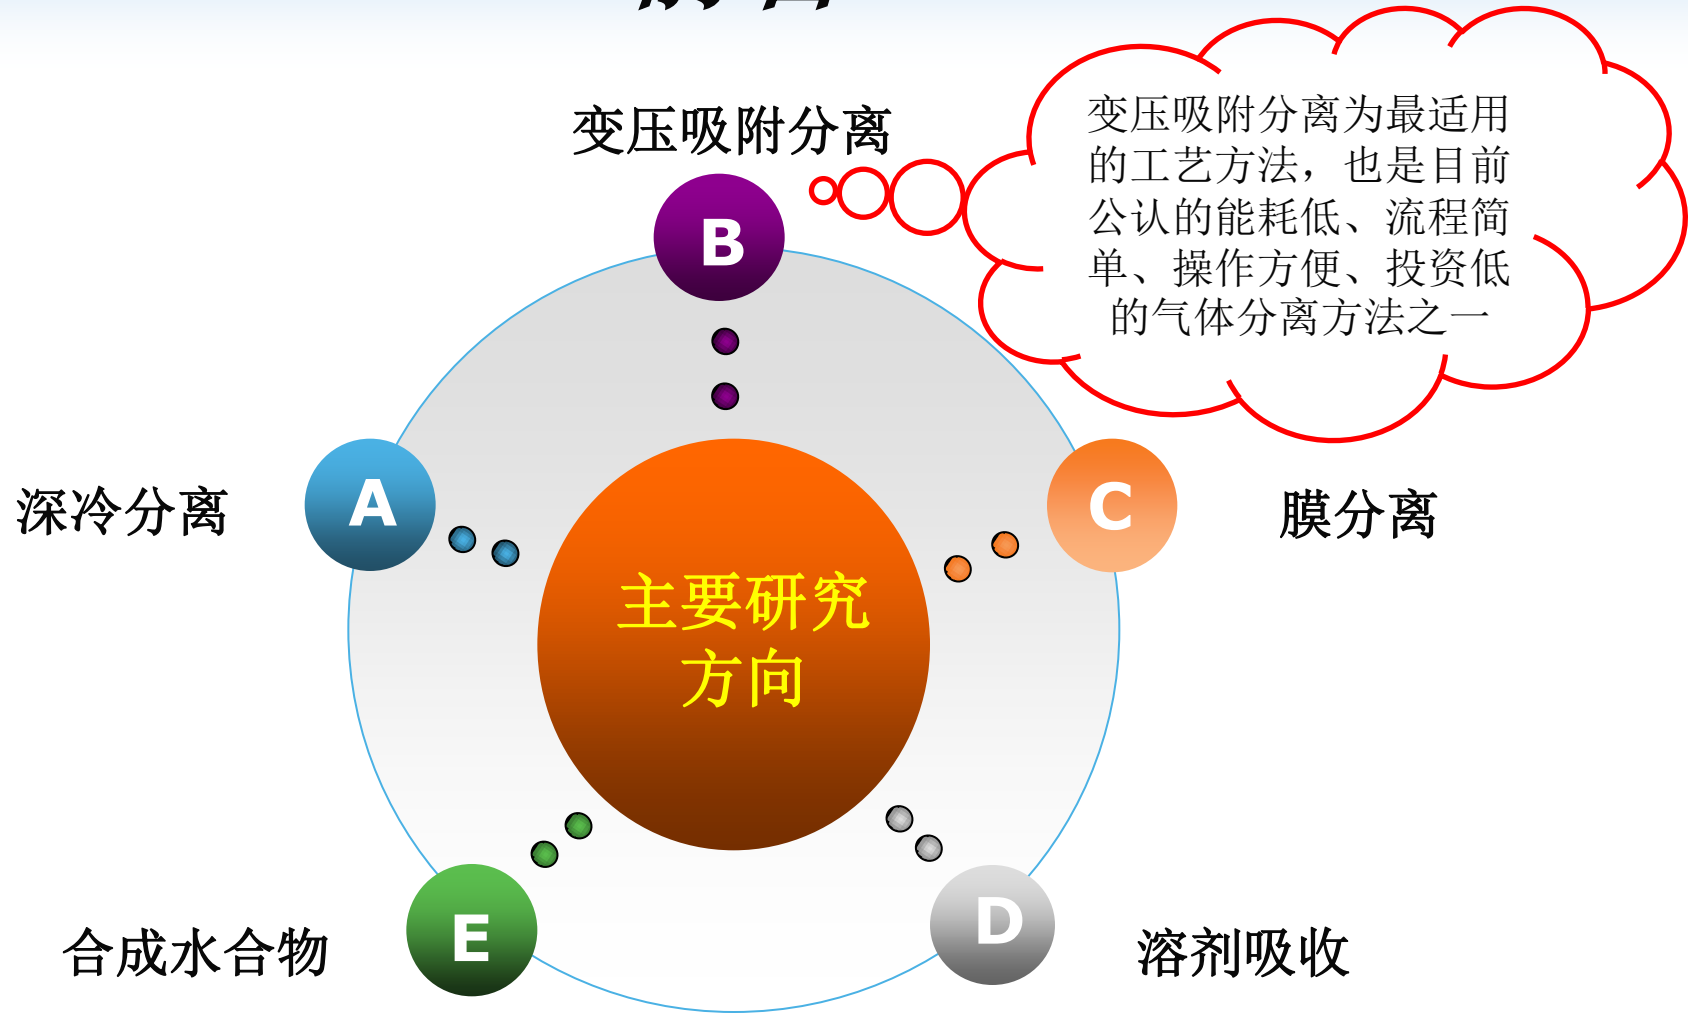 变压吸附分离
变压吸附分离为最适用
的工艺方法，也是目前
公认的能耗低、流程简
单、操作方便、投资低
的气体分离方法之一
B
A
深冷分离
C
膜分离
主要研究
方向
E
合成水合物
D
溶剂吸收